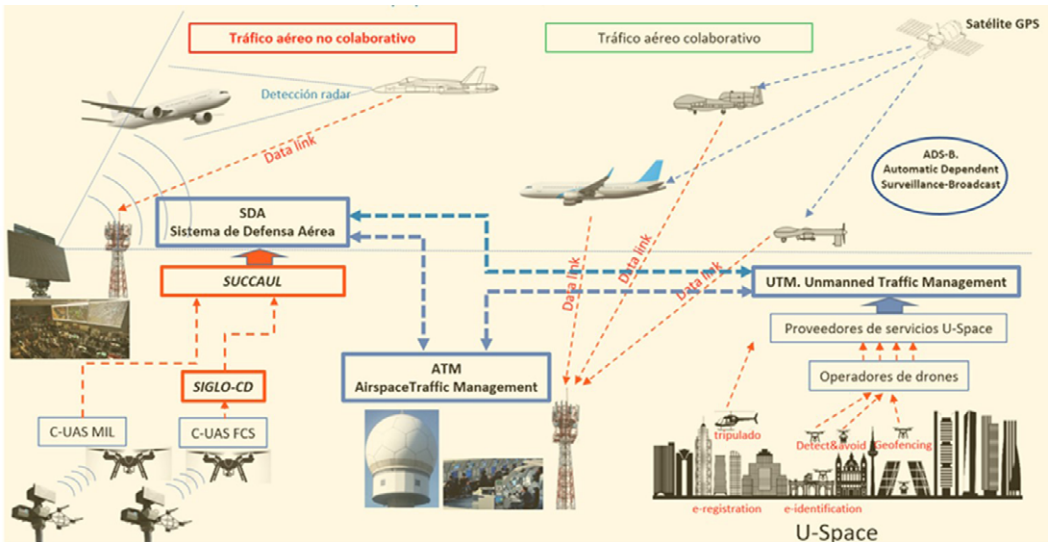 Tráfico aéreo no colaborativo
Tráfico aéreo colaborativo
Satélite GPS
Detección radar
Data link
ADS-B.
Automatic Dependent
Surveillance-Broadcast
SDA
Sistema de Defensa Aérea
Data link
Data link
Data link
SUCCAUL
UTM. Unmanned Traffic Management
Proveedores de servicios U-Space
ATM
AirspaceTraffic Management
SIGLO-CD
Operadores de drones
C-UAS MIL
C-UAS FCS
tripulado
Detect&avoid
Geofencing
e-registration
e-identification
U-Space